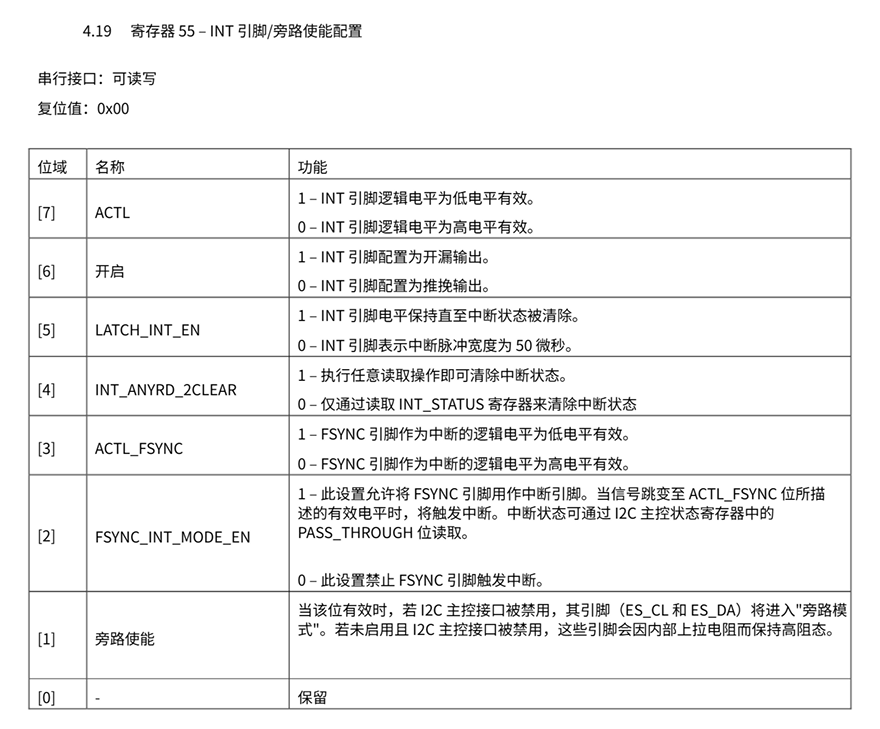 4.19 寄存器 55 – INT 引脚/旁路使能配置
串行接口：可读写
复位值：0x00
位域 名称 功能
[7] ACTL
1 – INT 引脚逻辑电平为低电平有效。
0 – INT 引脚逻辑电平为高电平有效。
[6] 开启
1 – INT 引脚配置为开漏输出。
0 – INT 引脚配置为推挽输出。
[5] LATCH_INT_EN
1 – INT 引脚电平保持直至中断状态被清除。
0 – INT 引脚表示中断脉冲宽度为 50 微秒。
[4] INT_ANYRD_2CLEAR
1 – 执行任意读取操作即可清除中断状态。
0 – 仅通过读取 INT_STATUS 寄存器来清除中断状态
[3] ACTL_FSYNC
1 – FSYNC 引脚作为中断的逻辑电平为低电平有效。
0 – FSYNC 引脚作为中断的逻辑电平为高电平有效。
[2] FSYNC_INT_MODE_EN
1 – 此设置允许将 FSYNC 引脚用作中断引脚。当信号跳变至 ACTL_FSYNC 位所描
述的有效电平时，将触发中断。中断状态可通过 I2C 主控状态寄存器中的
PASS_THROUGH 位读取。
0 – 此设置禁止 FSYNC 引脚触发中断。
[1] 旁路使能
当该位有效时，若 I2C 主控接口被禁用，其引脚（ES_CL 和 ES_DA）将进入"旁路模
式"。若未启用且 I2C 主控接口被禁用，这些引脚会因内部上拉电阻而保持高阻态。
[0] - 保留